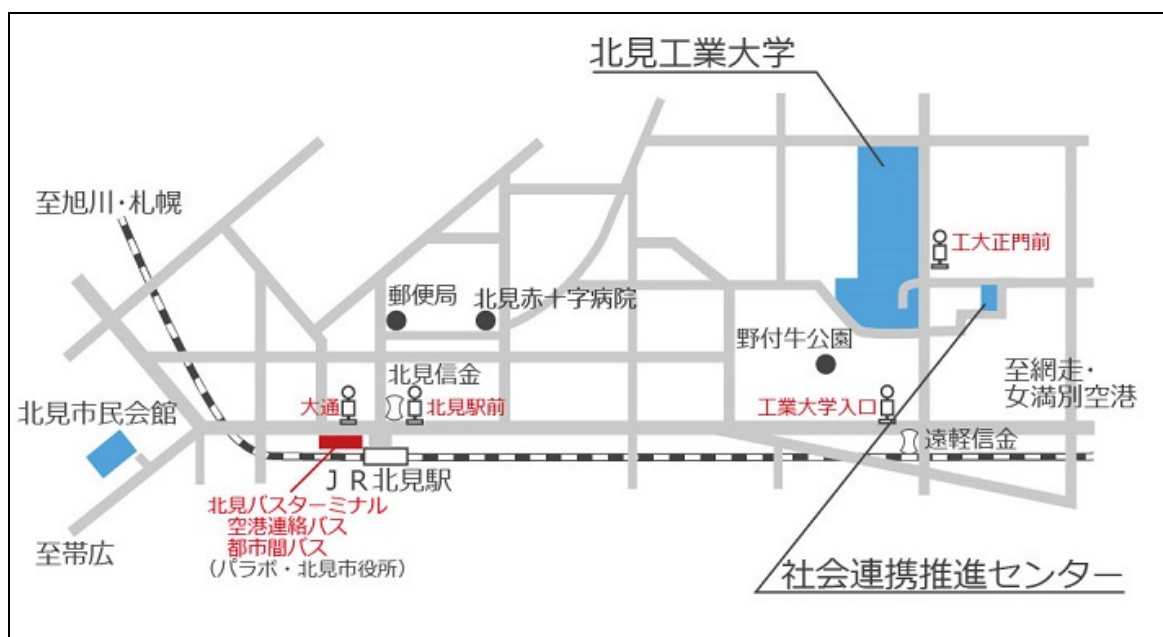 北見工業大学
至旭川・札幌
工大正門前
郵便局
北見赤十字病院
野付牛公園
北見信金
至網走・
女満別空港
北見市民会館
大通
北見駅前
工業大学入口
遠軽信金
ＪＲ北見駅
北見バスターミナル
空港連絡バス
都市間バス
(パラボ・北見市役所)
至帯広
社会連携推進センター